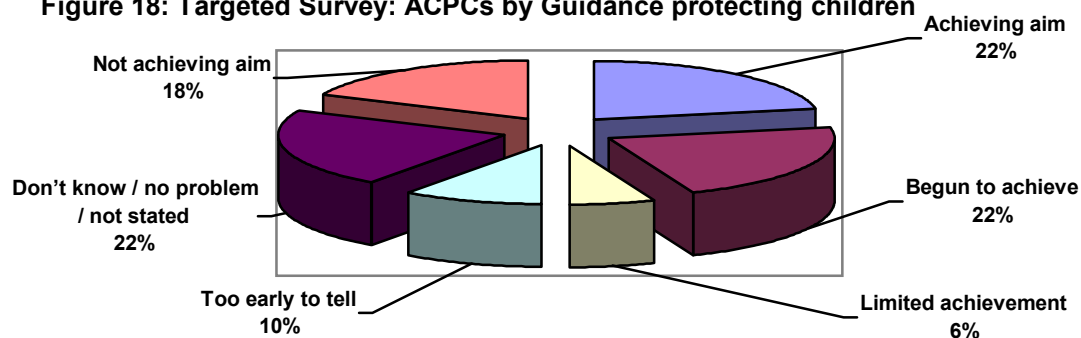 Figure 18: Targeted Survey: ACPCs by Guidance protecting children
Achieving aim
22%
Not achieving aim
18%
Don't know / no problem
/ not stated
22%
Begun to achieve
22%
Too early to tell
10%
Limited achievement
6%